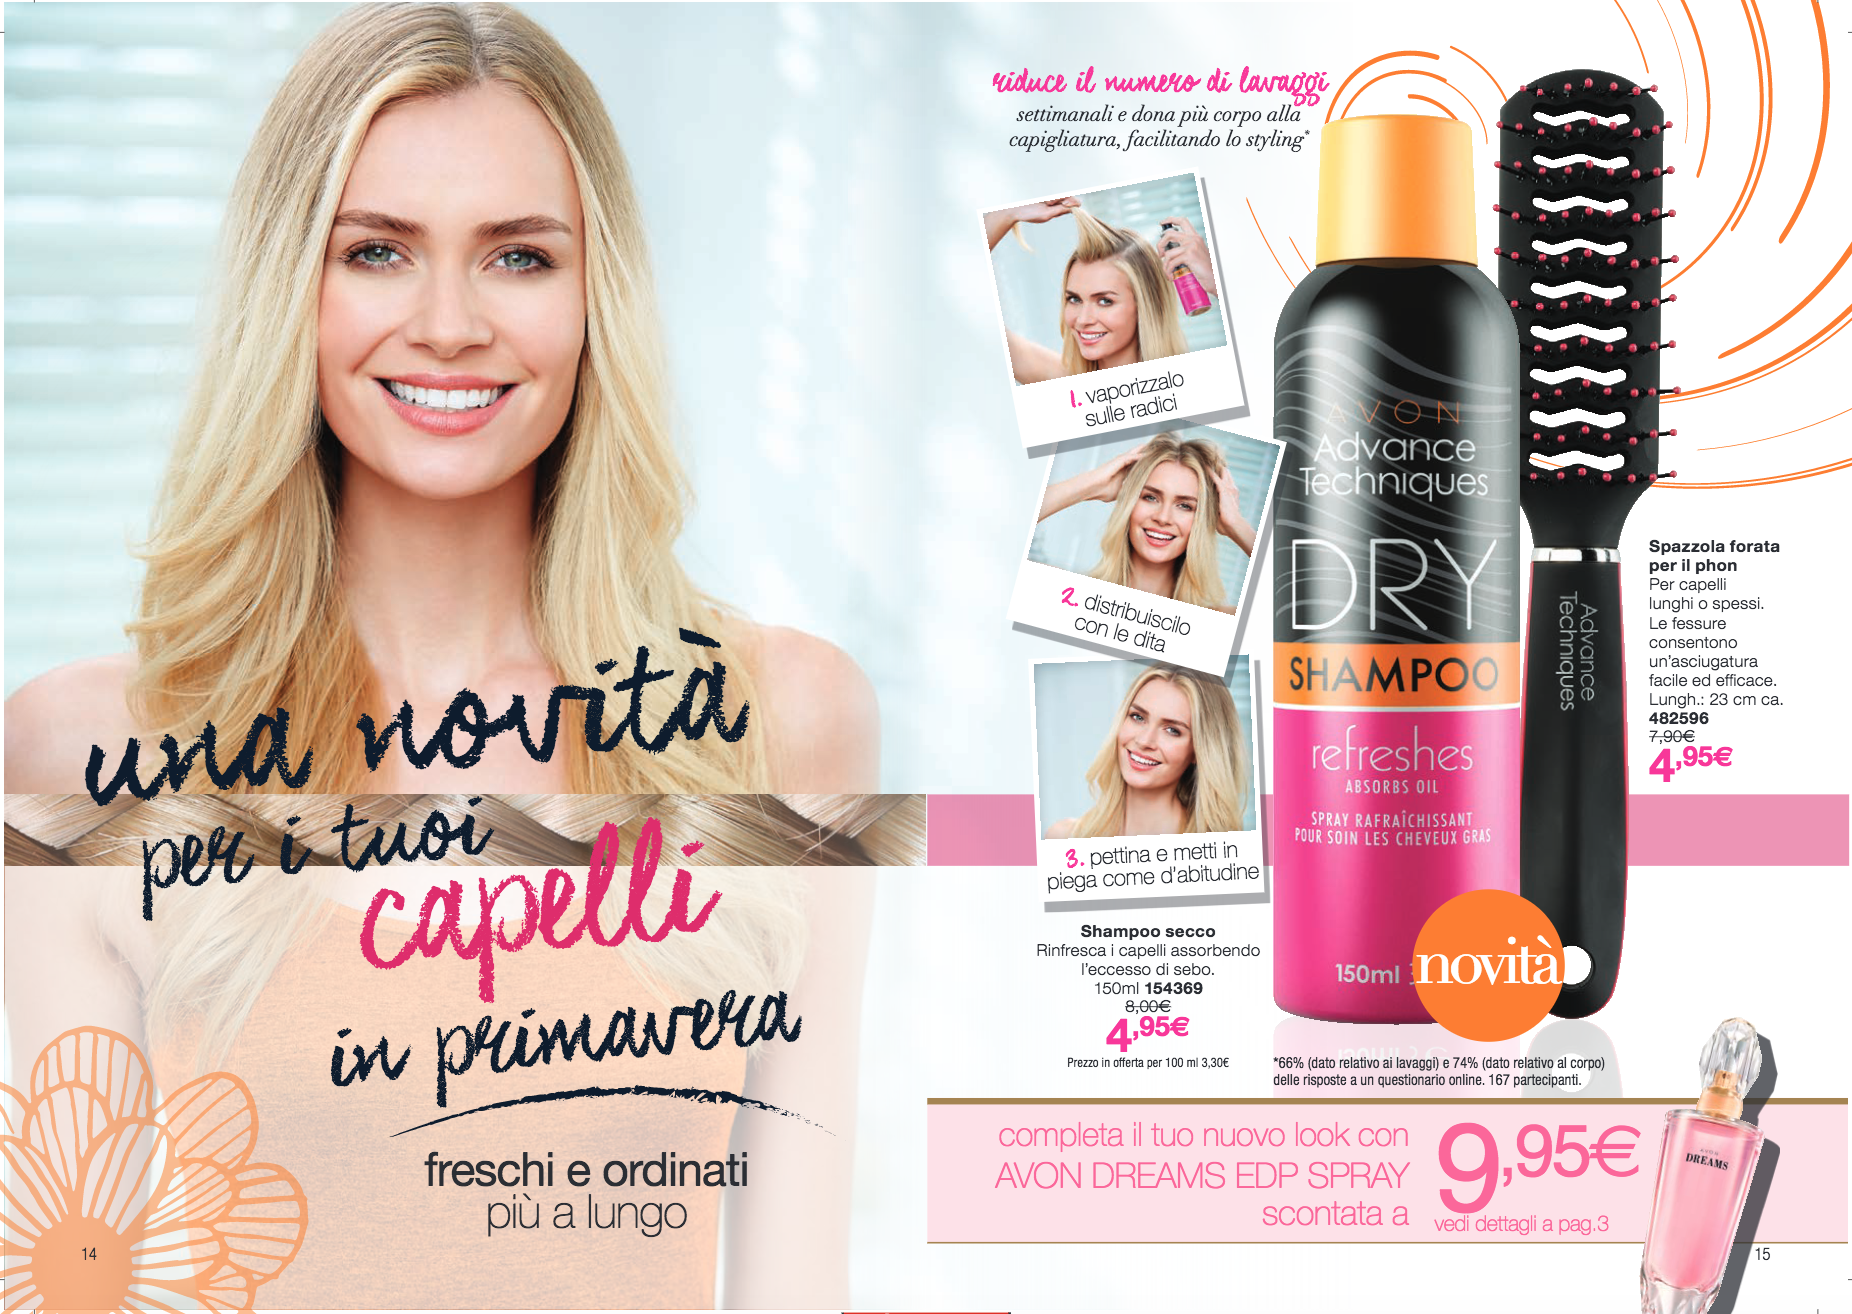 una novità
per i tuoi
capelli
in primavera
freschi e ordinati
più a lungo
14
riduce il numero di lavaggi
settimanali e dona più corpo alla
capigliatura, facilitando lo styling*
1. vaporizzalo
sulle radici
2. distribuiscilo
con le dita
3. pettina e metti in
piega come d'abitudine
Shampoo secco
Rinfresca i capelli assorbendo
l'eccesso di sebo.
150ml 154369
8,00€
4,95€
Prezzo in offerta per 100 ml 3,30€
AVON
Advance
Techniques
DRY
SHAMPOO
refreshes
ABSORBS OIL
SPRAY RAFRAÎCHISSANT
POUR SOIN LES CHEVEUX GRAS
150ml
novità
Advance
Techniques
Spazzola forata
per il phon
Per capelli
lunghi o spessi.
Le fessure
consentono
un'asciugatura
facile ed efficace.
Lungh.: 23 cm ca.
482596
7,90€
4,95€
*66% (dato relativo ai lavaggi) e 74% (dato relativo al corpo)
delle risposte a un questionario online. 167 partecipanti.
completa il tuo nuovo look con
AVON DREAMS EDP SPRAY
scontata a
9,95€
vedi dettagli a pag.3
AVON
DREAMS
15